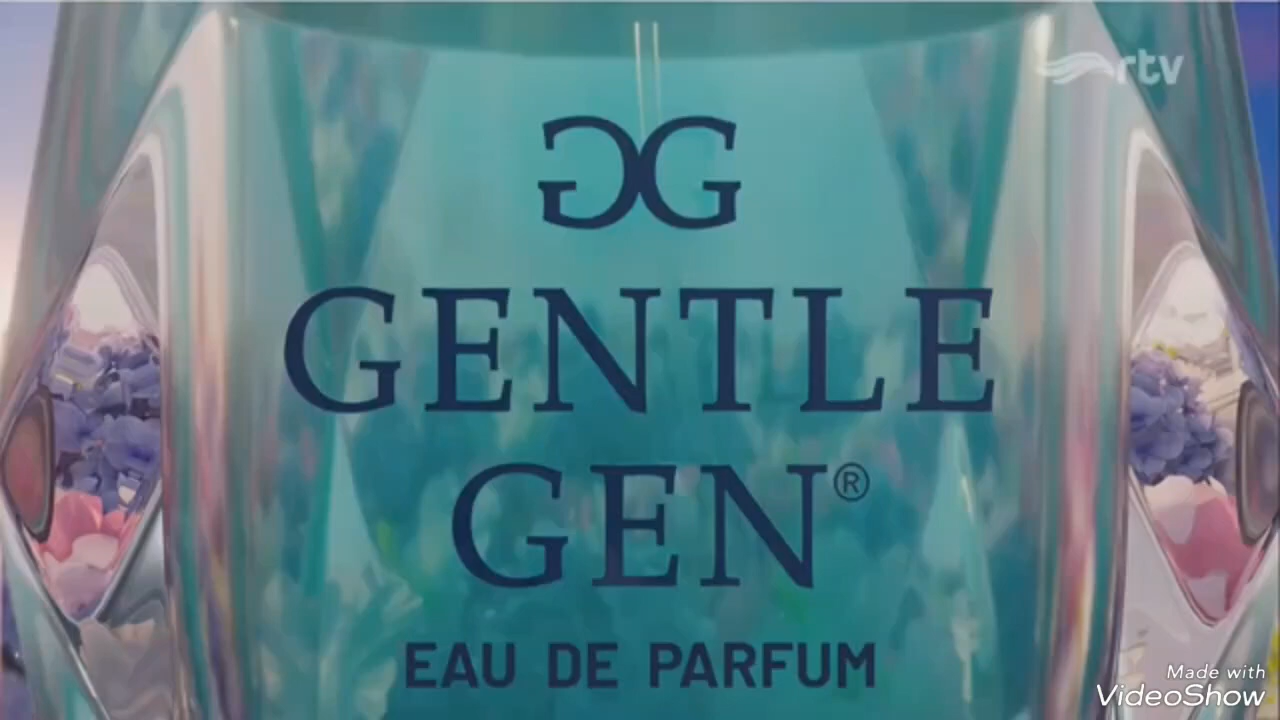 rtv
GG
GENTLE
GEN®
EAU DE PARFUM
Made with
VideoShow